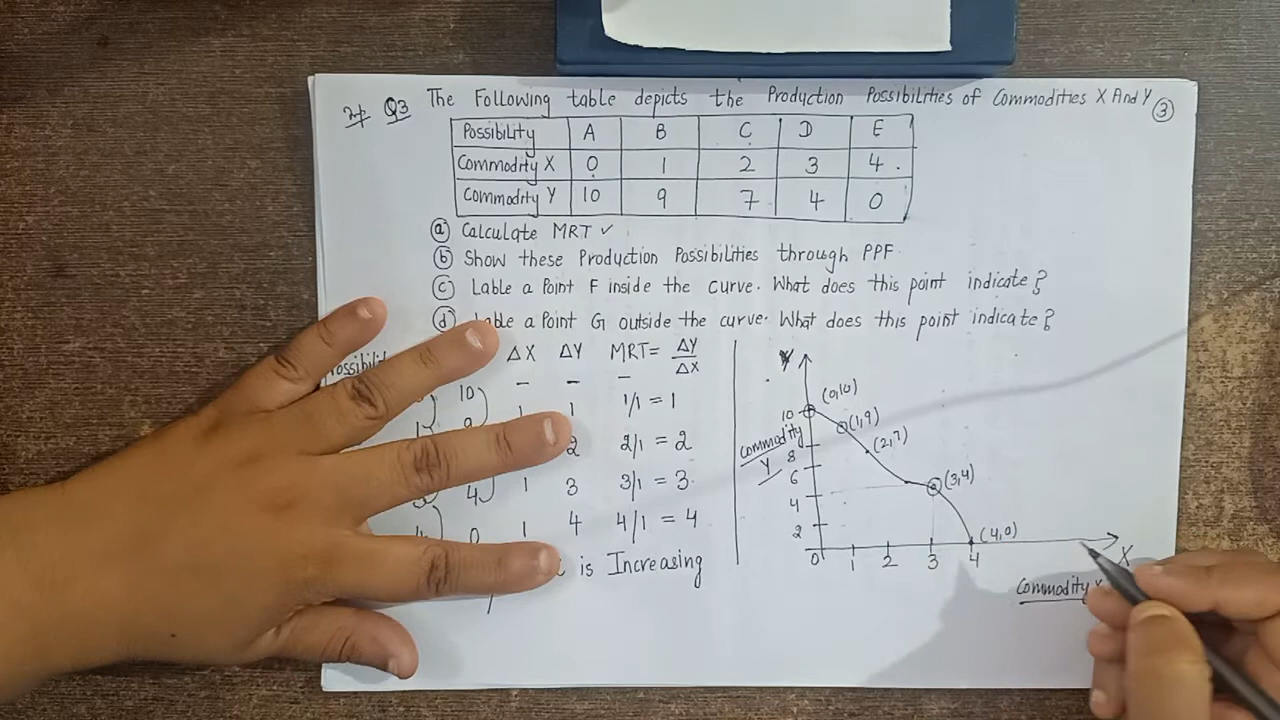 Imp Q3 The Following table depicts the Production Possibilities of Commodities X And Y ③
Possibility A B C D E
Commodity X 0 1 2 3 4
Commodity Y 10 9 7 4 0
ⓐ Calculate MRT ✓
ⓑ Show these Production Possibilities through PPF.
ⓒ Lable a Point F inside the curve. What does this point indicate?
ⓓ a Point G outside the curve. What does this point indicate?
ΔX ΔY MRT= ΔY/ΔX
– – –
10 1 1 1/1 = 1
9 2 2/1 = 2
4 1 3 3/1 = 3
0 1 4 4/1 = 4
is Increasing
Y
(0,10)
10 (1,9)
Commodity Y
8 (2,7)
6 (3,4)
4
2 (4,0)
0 1 2 3 4 X
Commodity X